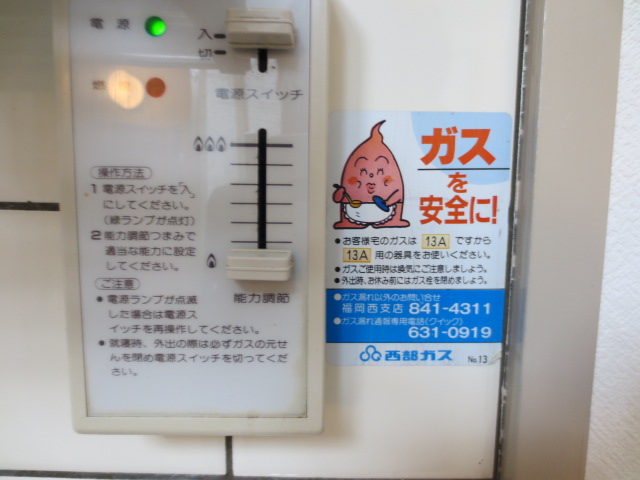 電源
入
切
燃
電源スイッチ
操作方法
1 電源スイッチを「入」
にしてください。
(緑ランプが点灯)
2 能力調節つまみで
適当な能力に設定
してください。
ご注意
● 電源ランプが点滅
した場合は電源ス
イッチを再操作してください。
● 就寝時、外出の際は必ずガスの元せ
んを閉め電源スイッチを切ってくだ
さい。
能力調節
ガス
を
安全に!
●お客様宅のガスは 13A ですから
13A 用の器具をお使いください。
●ガスご使用時は換気にご注意しましょう。
●外出時、お休み前にはガス栓を閉めましょう。
●ガス漏れ以外のお問い合せ
福岡西支店 841-4311
●ガス漏れ通報専用電話(クイック)
631-0919
西部ガス
No.13